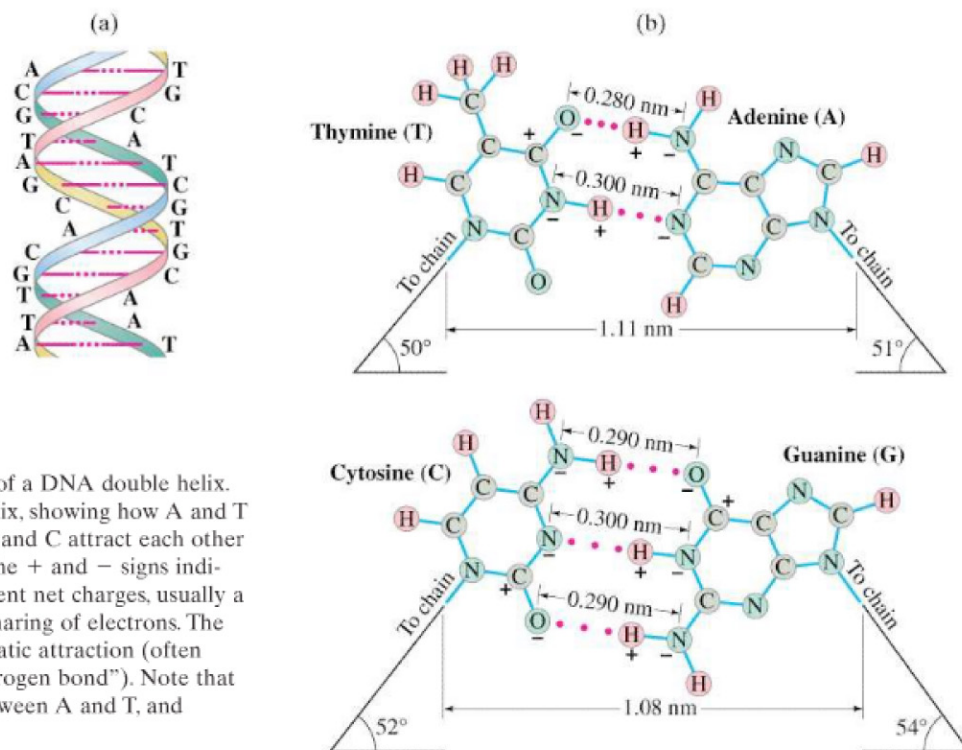 (a)
A T
C G
G C
T A
A T
G C
C G
A T
C G
G C
T A
T A
A T
of a DNA double helix.
ix, showing how A and T
and C attract each other
ne + and − signs indi-
ent net charges, usually a
naring of electrons. The
atic attraction (often
rogen bond”). Note that
ween A and T, and
(b)
H H
H C
0.280 nm
O H
Thymine (T)
Adenine (A)
+ − H N
+ −
C C N
H C
0.300 nm
C C C H
N H N
− + −
N C
C N
C N
To chain
To chain
O H
1.11 nm
50°
51°
H
0.290 nm
H N H O
− + −
Cytosine (C)
Guanine (G)
C C
+
C N
H C
0.300 nm
C C H
N H N
− + −
N C
+
C N
C N
0.290 nm
O H N
− + −
H
To chain
To chain
1.08 nm
52°
54°